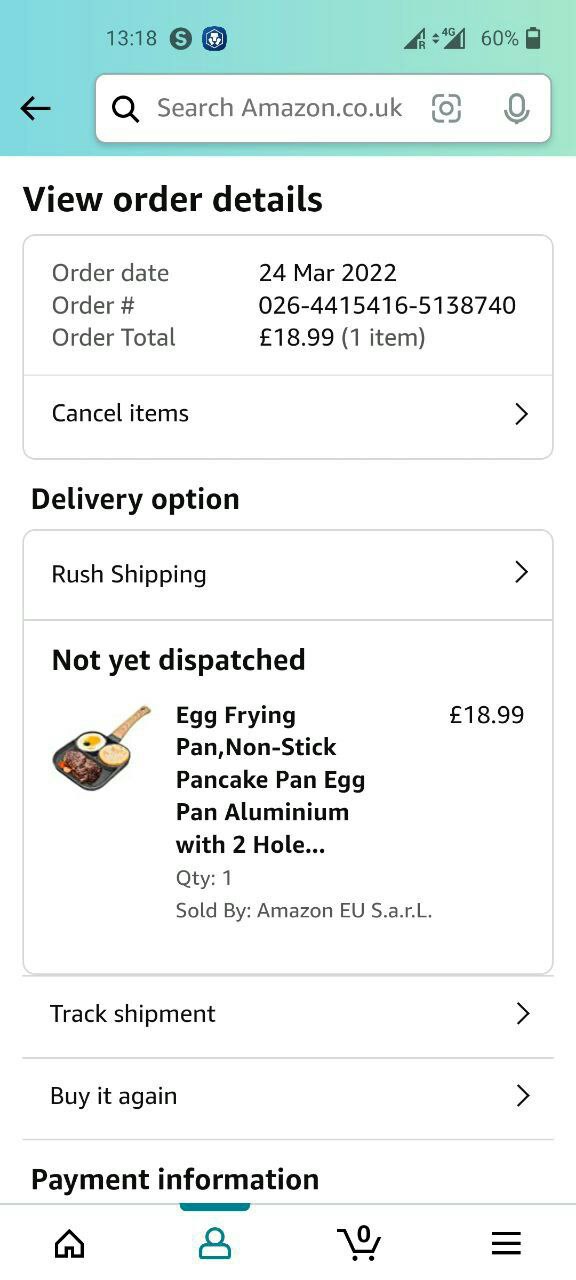 13:18 S 4G R 60%
Search Amazon.co.uk
View order details
Order date 24 Mar 2022
Order # 026-4415416-5138740
Order Total £18.99 (1 item)
Cancel items
Delivery option
Rush Shipping
Not yet dispatched
Egg Frying £18.99
Pan,Non-Stick
Pancake Pan Egg
Pan Aluminium
with 2 Hole...
Qty: 1
Sold By: Amazon EU S.a.r.L.
Track shipment
Buy it again
Payment information
0